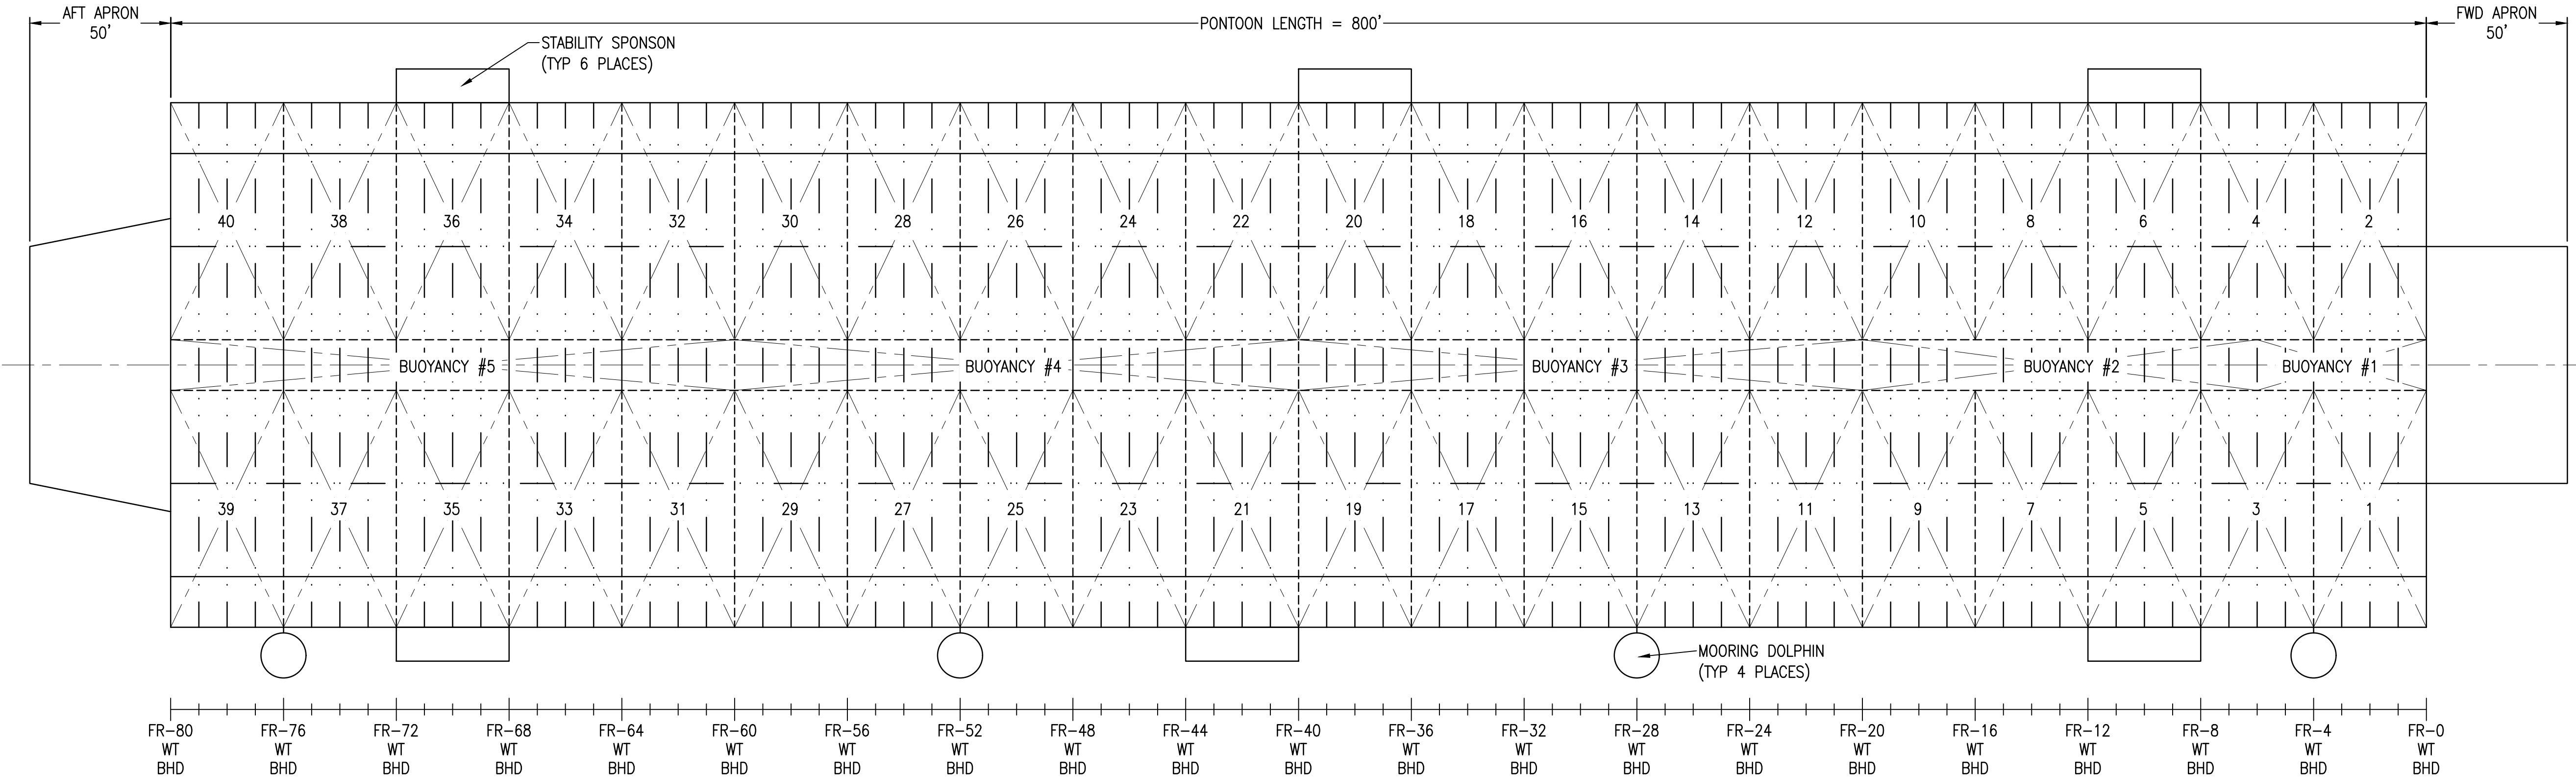 AFT APRON
50'
PONTOON LENGTH = 800'
FWD APRON
50'
STABILITY SPONSON
(TYP 6 PLACES)
40 38 36 34 32 30 28 26 24 22 20 18 16 14 12 10 8 6 4 2
BUOYANCY #5 BUOYANCY #4 BUOYANCY #3 BUOYANCY #2 BUOYANCY #1
39 37 35 33 31 29 27 25 23 21 19 17 15 13 11 9 7 5 3 1
MOORING DOLPHIN
(TYP 4 PLACES)
FR-80 FR-76 FR-72 FR-68 FR-64 FR-60 FR-56 FR-52 FR-48 FR-44 FR-40 FR-36 FR-32 FR-28 FR-24 FR-20 FR-16 FR-12 FR-8 FR-4 FR-0
WT WT WT WT WT WT WT WT WT WT WT WT WT WT WT WT WT WT WT WT WT
BHD BHD BHD BHD BHD BHD BHD BHD BHD BHD BHD BHD BHD BHD BHD BHD BHD BHD BHD BHD BHD